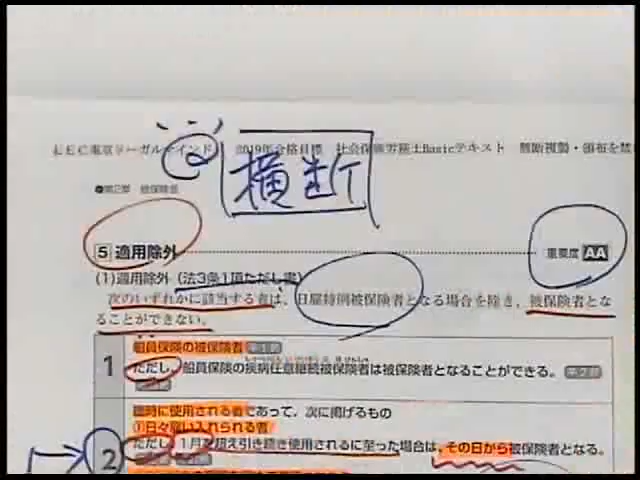 LEC東京リーガルマインド 2019年合格目標 社会保険労務士Basicテキスト 無断複製・頒布を禁
横断
●第2章 被保険者
5 適用除外 重要度 AA
(1)適用除外（法3条1項ただし書）
次のいずれかに該当する者は、日雇特例被保険者となる場合を除き、被保険者とな
ることができない。
1 船員保険の被保険者
ただし、船員保険の疾病任意継続被保険者は被保険者となることができる。
臨時に使用される者であって、次に掲げるもの
①日々雇い入れられる者
2 ただし、1月を超え引き続き使用されるに至った場合は、その日から被保険者となる。